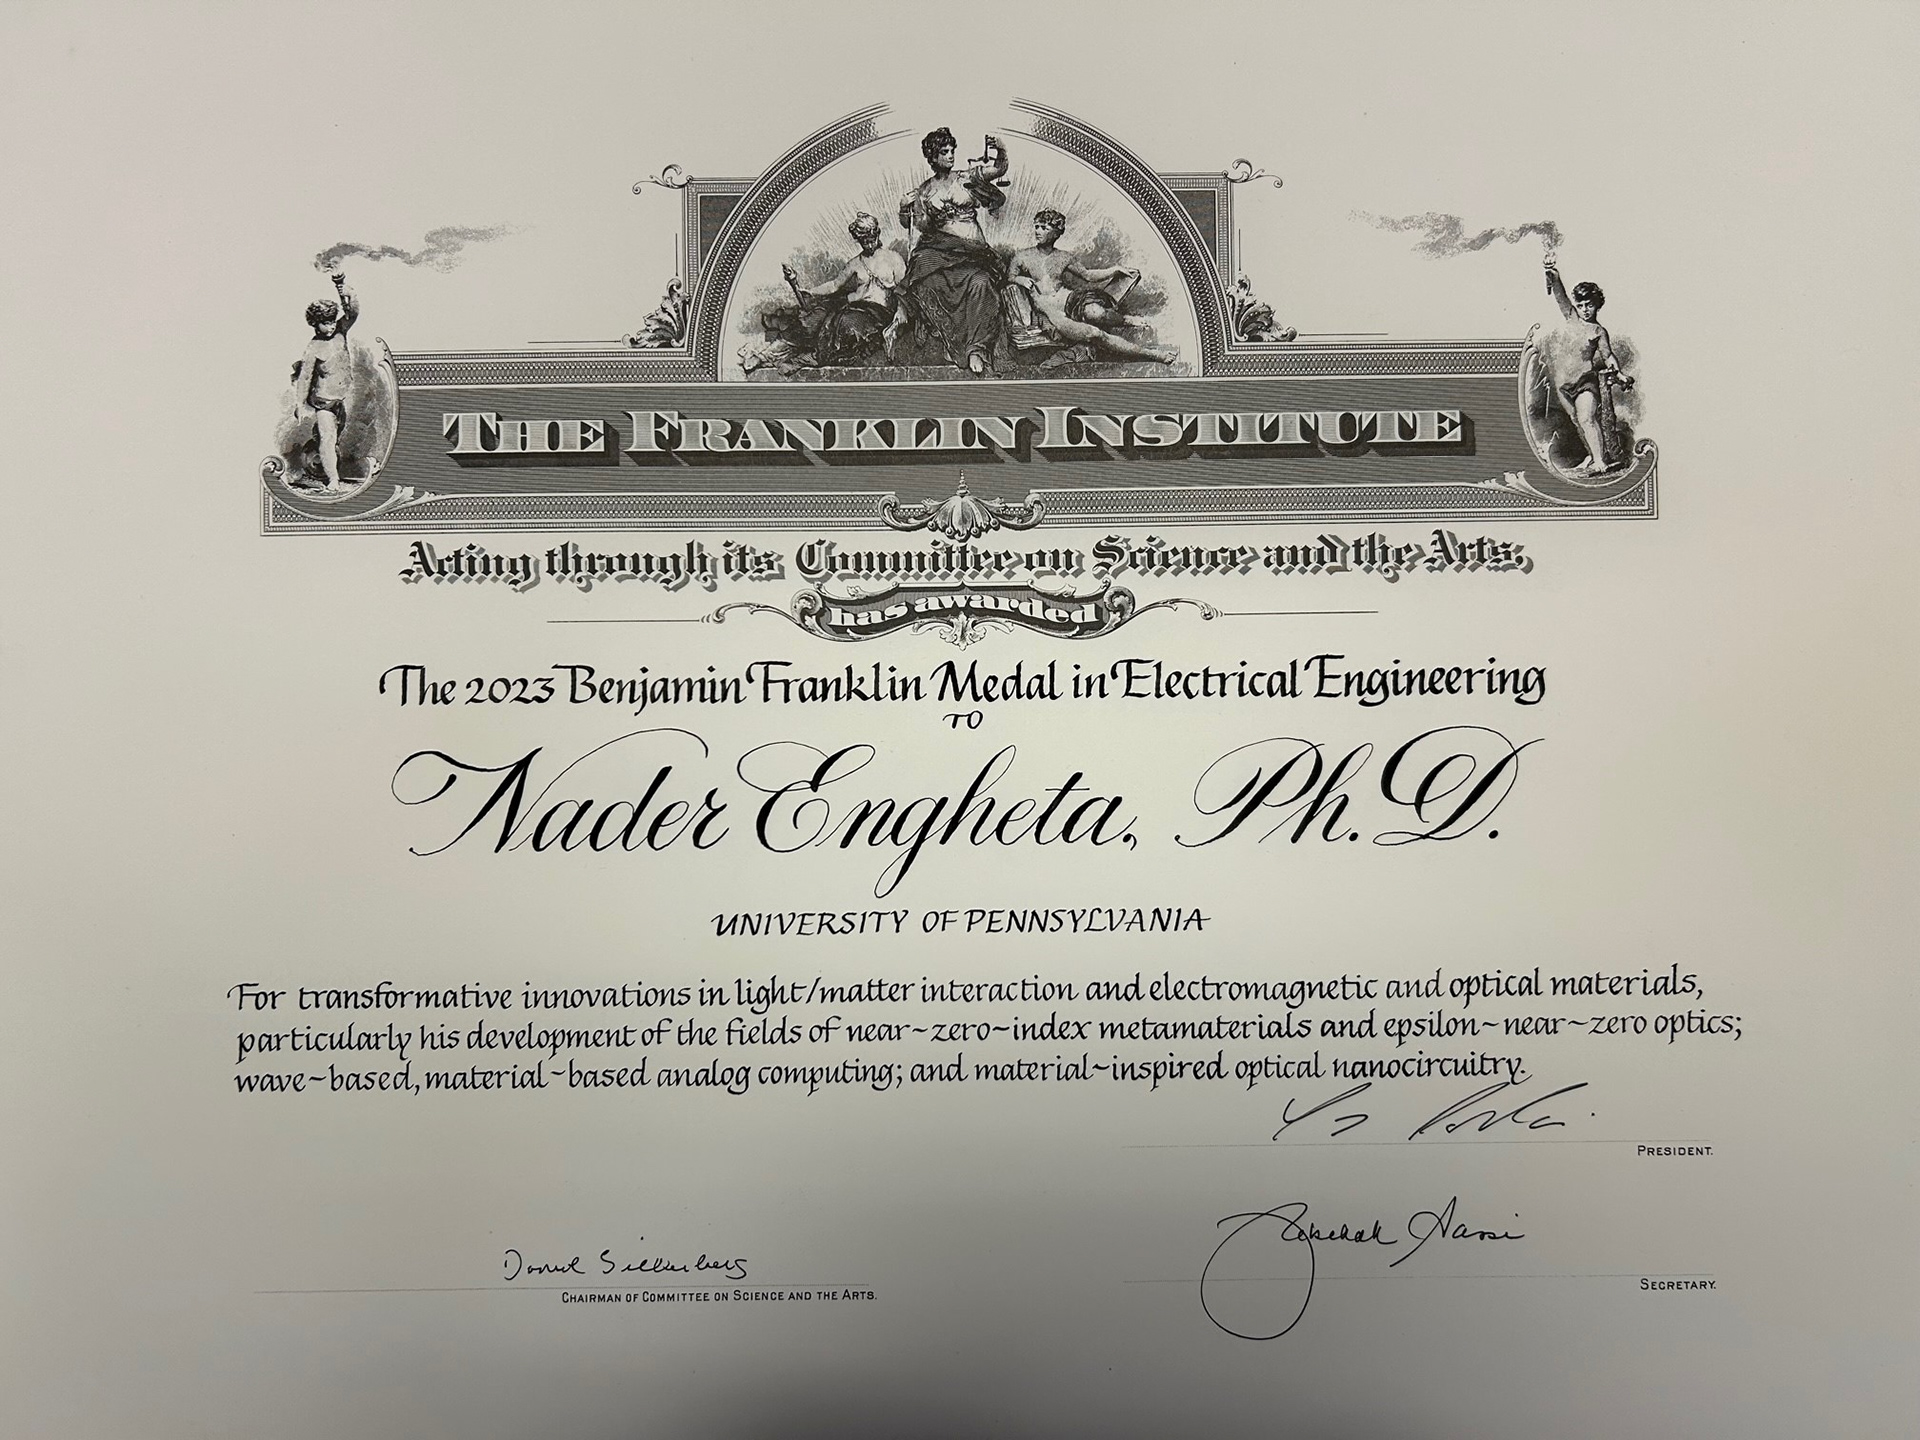 THE FRANKLIN INSTITUTE
Acting through its Committee on Science and the Arts,
has awarded
The 2023 Benjamin Franklin Medal in Electrical Engineering
TO
Nader Engheta, Ph.D.
UNIVERSITY OF PENNSYLVANIA
For transformative innovations in light/matter interaction and electromagnetic and optical materials,
particularly his development of the fields of near~zero~index metamaterials and epsilon~near~zero optics;
wave~based, material~based analog computing; and material~inspired optical nanocircuitry.
PRESIDENT.
Donald Silberberg
CHAIRMAN OF COMMITTEE ON SCIENCE AND THE ARTS.
SECRETARY.